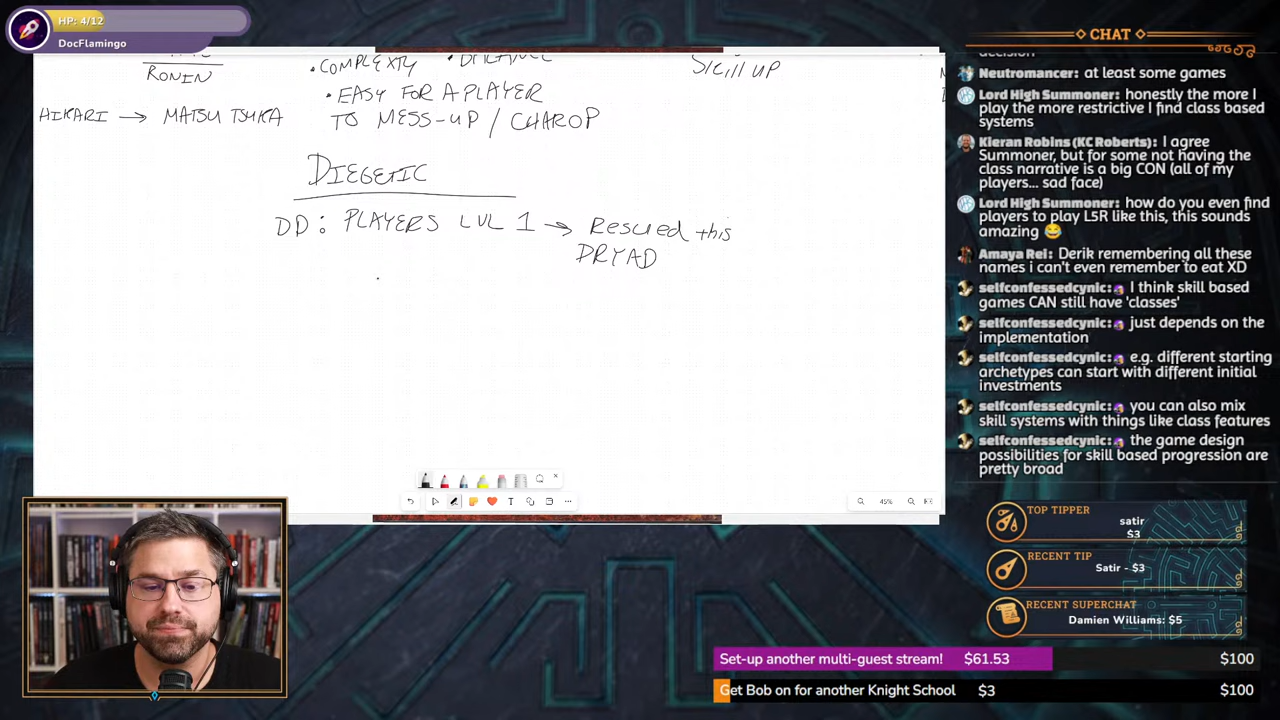 HP: 4/12
DocFlamingo
RONIN
HIKARI → MATSU TSUKA
• COMPLEXTY
• EASY FOR A PLAYER
TO MESS-UP / CHAROP
Skill UP
DIEGETIC
DD: PLAYERS LVL 1 → Rescued this
DRYAD
45%
CHAT
decision
Neutromancer: at least some games
Lord High Summoner: honestly the more I
play the more restrictive I find class based
systems
Kieran Robins (KC Roberts): I agree
Summoner, but for some not having the
class narrative is a big CON (all of my
players... sad face)
Lord High Summoner: how do you even find
players to play L5R like this, this sounds
amazing 😂
Amaya Rei: Derik remembering all these
names i can't even remember to eat XD
selfconfessedcynic: I think skill based
games CAN still have 'classes'
selfconfessedcynic: just depends on the
implementation
selfconfessedcynic: e.g. different starting
archetypes can start with different initial
investments
selfconfessedcynic: you can also mix
skill systems with things like class features
selfconfessedcynic: the game design
possibilities for skill based progression are
pretty broad
TOP TIPPER
satir
$3
RECENT TIP
Satir - $3
RECENT SUPERCHAT
Damien Williams: $5
Set-up another multi-guest stream! $61.53 $100
Get Bob on for another Knight School $3 $100